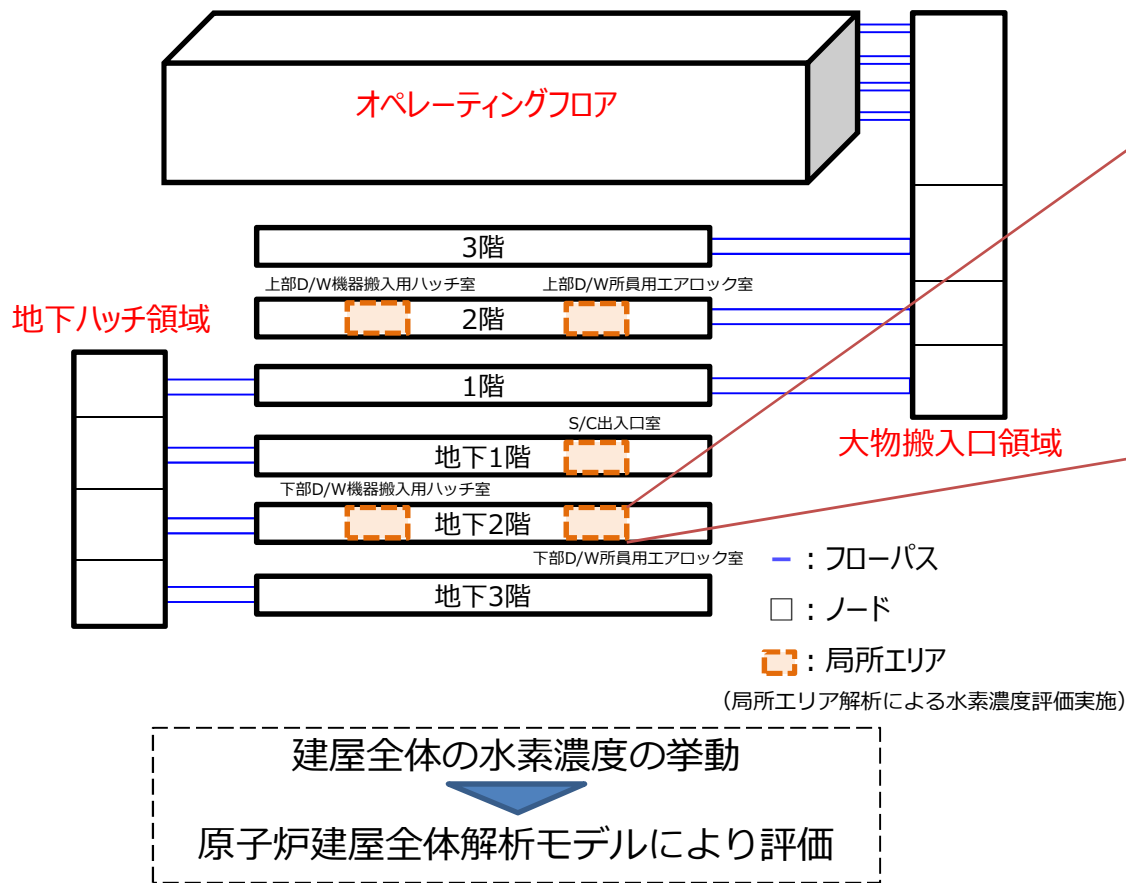 オペレーティングフロア
3階
上部D/W機器搬入用ハッチ室
上部D/W所員用エアロック室
2階
地下ハッチ領域
1階
S/C出入口室
地下1階
大物搬入口領域
下部D/W機器搬入用ハッチ室
地下2階
下部D/W所員用エアロック室
地下3階
：フローパス
：ノード
：局所エリア
（局所エリア解析による水素濃度評価実施）
建屋全体の水素濃度の挙動
原子炉建屋全体解析モデルにより評価